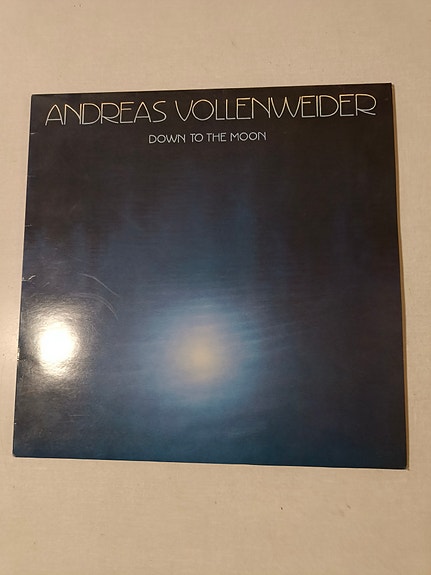 ANDREAS VOLLENWEIDER
DOWN TO THE MOON